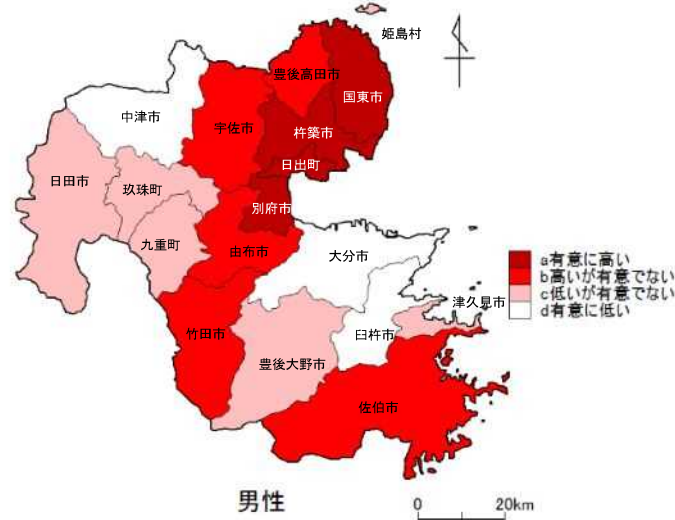 姫島村
豊後高田市
国東市
中津市
宇佐市
杵築市
日出町
日田市
玖珠町
別府市
九重町
由布市
大分市
a有意に高い
b高いが有意でない
c低いが有意でない
d有意に低い
津久見市
竹田市
臼杵市
豊後大野市
佐伯市
男性
0 20km